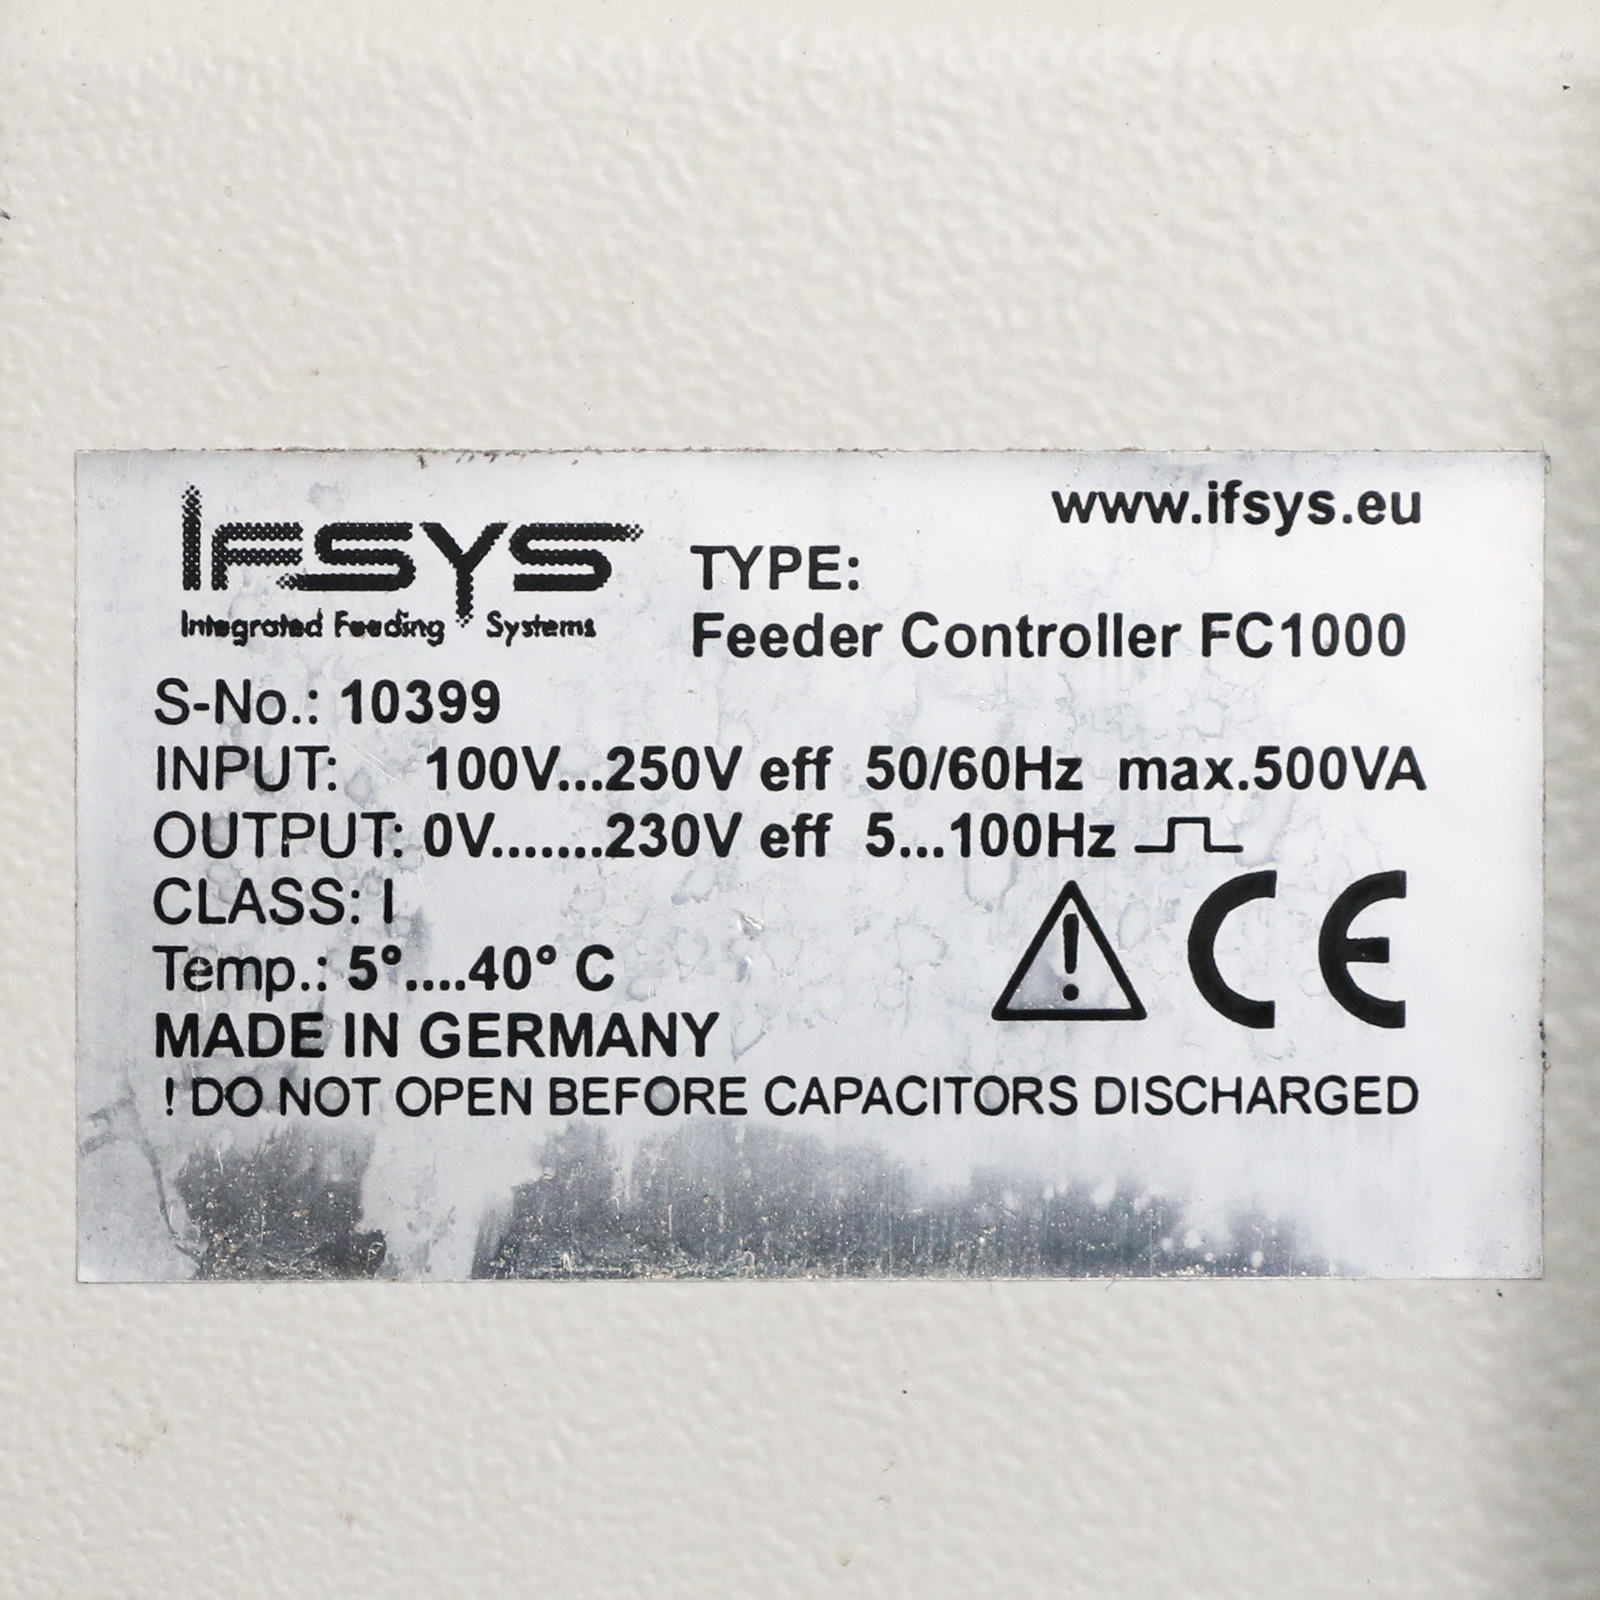 IFSYS
Integrated Feeding Systems
www.ifsys.eu
TYPE:
Feeder Controller FC1000
S-No.: 10399
INPUT: 100V...250V eff 50/60Hz max.500VA
OUTPUT: 0V.......230V eff 5...100Hz
CLASS: I
Temp.: 5°....40° C
MADE IN GERMANY
! DO NOT OPEN BEFORE CAPACITORS DISCHARGED
CE